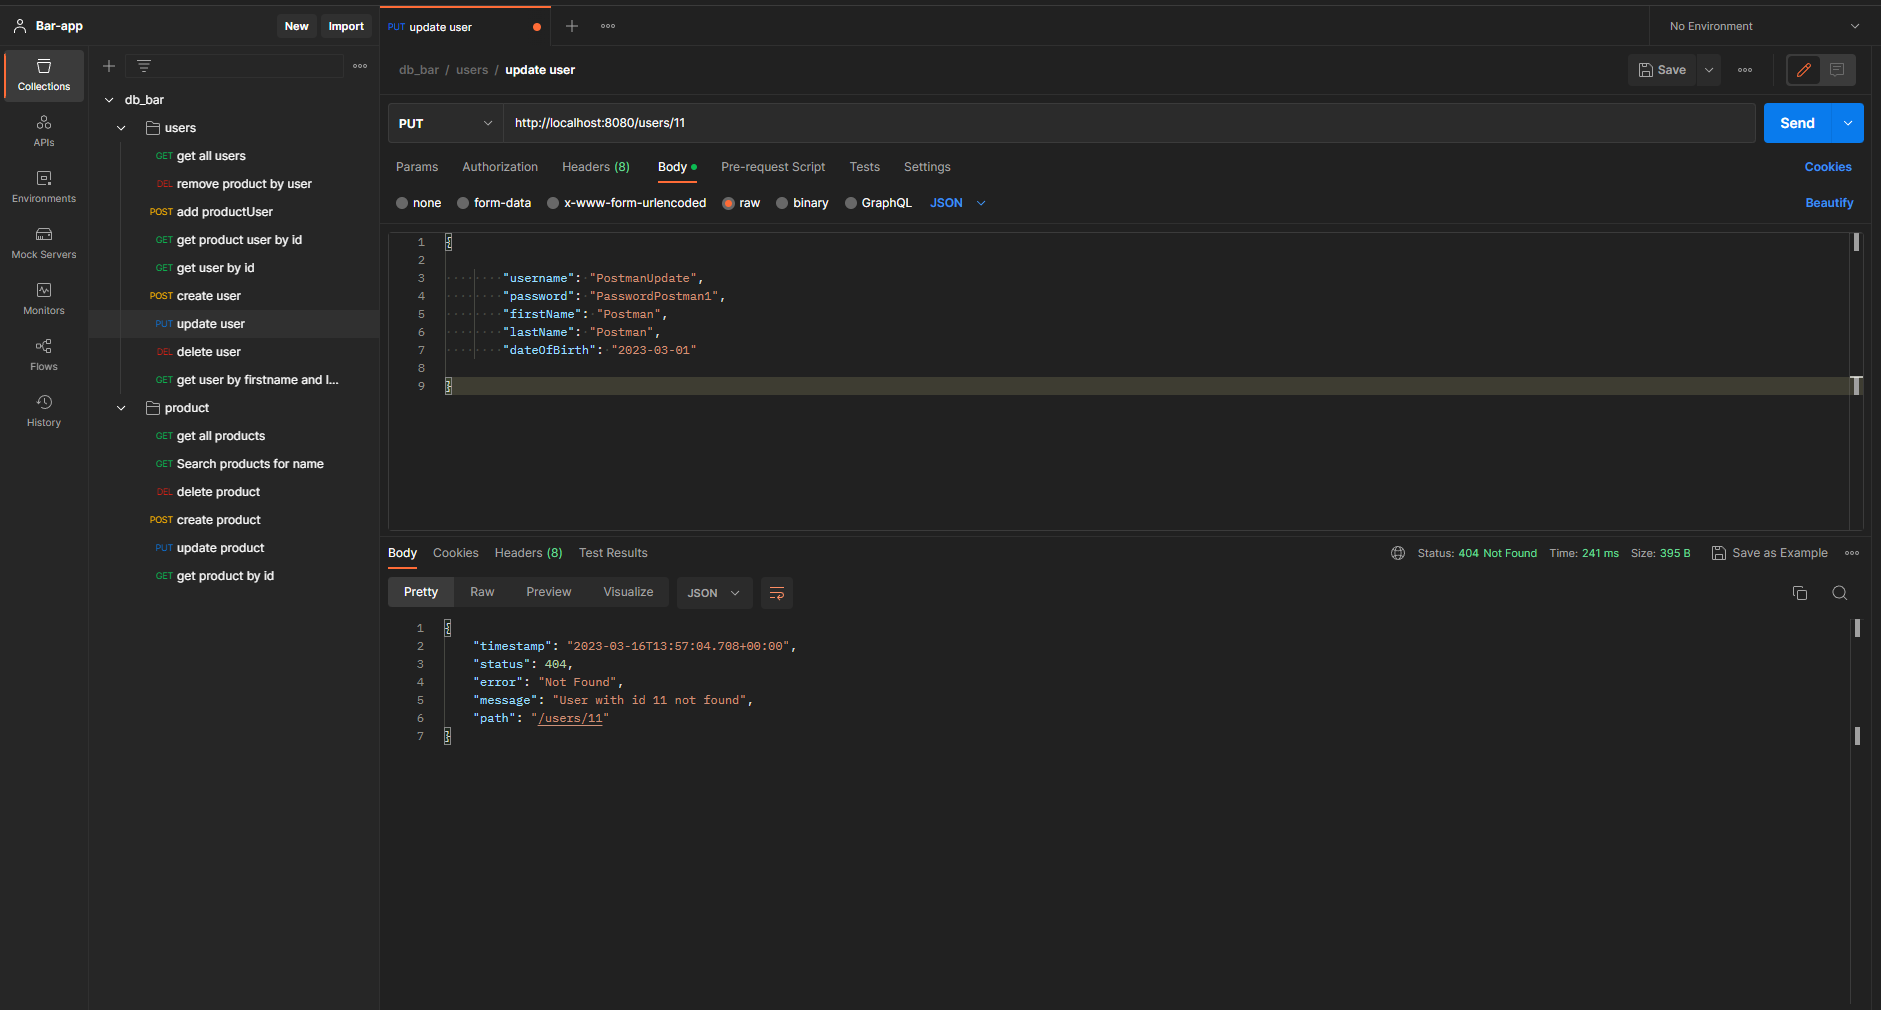 Bar-app
New
Import
PUT update user
No Environment
Collections
APIs
Environments
Mock Servers
Monitors
Flows
History
db_bar
users
GET get all users
DEL remove product by user
POST add productUser
GET get product user by id
GET get user by id
POST create user
PUT update user
DEL delete user
GET get user by firstname and l...
product
GET get all products
GET Search products for name
DEL delete product
POST create product
PUT update product
GET get product by id
db_bar / users / update user
Save
PUT http://localhost:8080/users/11
Send
Params Authorization Headers (8) Body Pre-request Script Tests Settings Cookies
none form-data x-www-form-urlencoded raw binary GraphQL JSON Beautify
1 {
2
3 "username": "PostmanUpdate",
4 "password": "PasswordPostman1",
5 "firstName": "Postman",
6 "lastName": "Postman",
7 "dateOfBirth": "2023-03-01"
8
9 }
Body Cookies Headers (8) Test Results Status: 404 Not Found Time: 241 ms Size: 395 B Save as Example
Pretty Raw Preview Visualize JSON
1 {
2 "timestamp": "2023-03-16T13:57:04.708+00:00",
3 "status": 404,
4 "error": "Not Found",
5 "message": "User with id 11 not found",
6 "path": "/users/11"
7 }